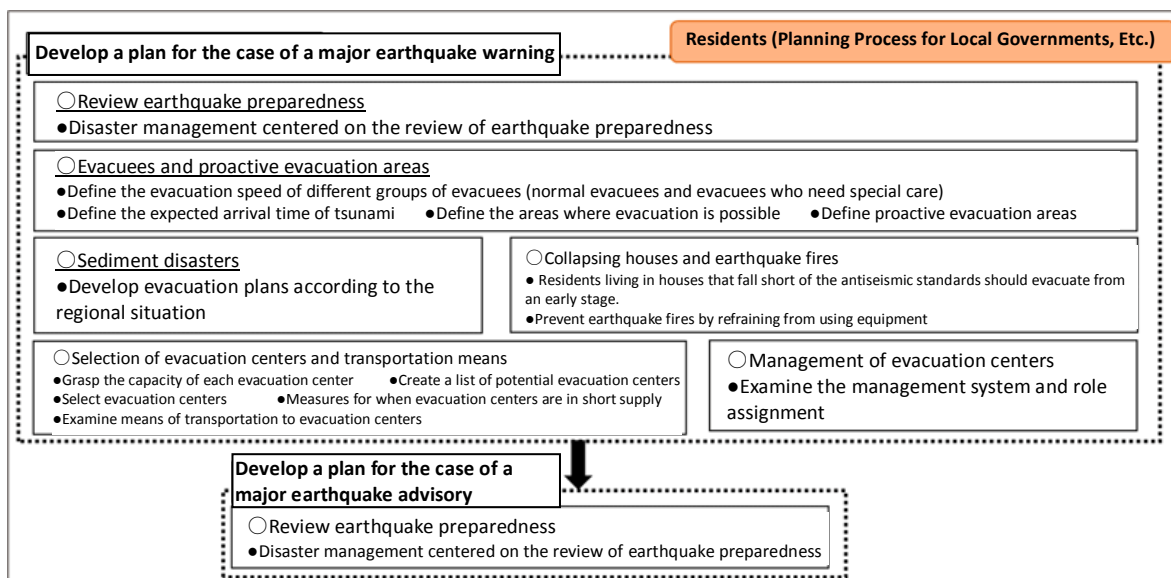 Residents (Planning Process for Local Governments, Etc.)
Develop a plan for the case of a major earthquake warning
○Review earthquake preparedness
●Disaster management centered on the review of earthquake preparedness
○Evacuees and proactive evacuation areas
●Define the evacuation speed of different groups of evacuees (normal evacuees and evacuees who need special care)
●Define the expected arrival time of tsunami ●Define the areas where evacuation is possible ●Define proactive evacuation areas
○Sediment disasters
●Develop evacuation plans according to the
regional situation
○Collapsing houses and earthquake fires
● Residents living in houses that fall short of the antiseismic standards should evacuate from
an early stage.
●Prevent earthquake fires by refraining from using equipment
○Selection of evacuation centers and transportation means
●Grasp the capacity of each evacuation center ●Create a list of potential evacuation centers
●Select evacuation centers ●Measures for when evacuation centers are in short supply
●Examine means of transportation to evacuation centers
○Management of evacuation centers
●Examine the management system and role
assignment
Develop a plan for the case of a
major earthquake advisory
○Review earthquake preparedness
●Disaster management centered on the review of earthquake preparedness